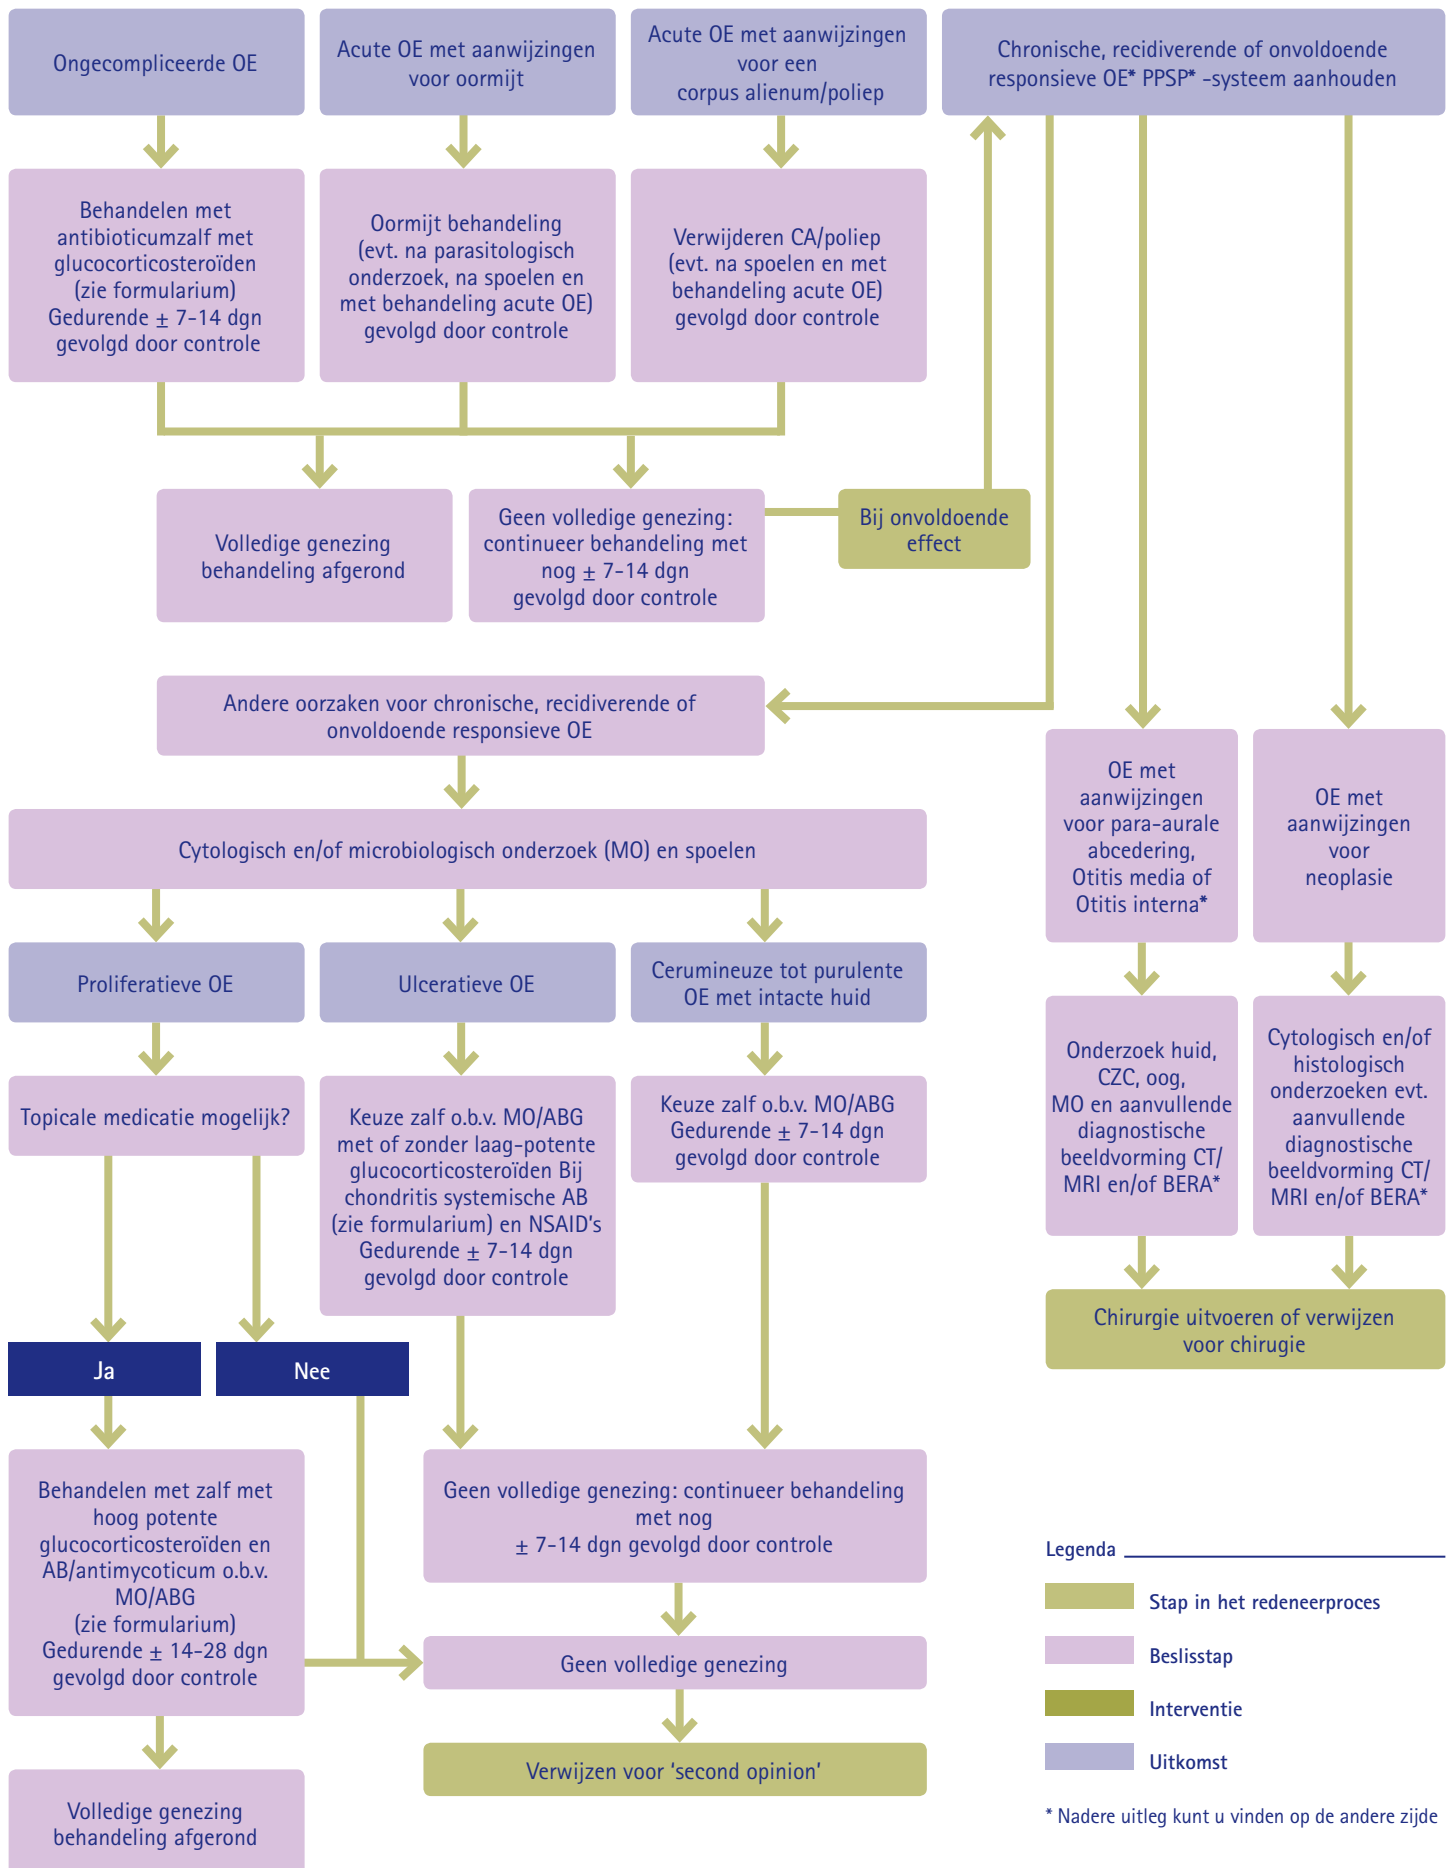 Ongecompliceerde OE
Acute OE met aanwijzingen
voor oormijt
Acute OE met aanwijzingen
voor een
corpus alienum/poliep
Chronische, recidiverende of onvoldoende
responsieve OE* PPSP* -systeem aanhouden
Behandelen met
antibioticumzalf met
glucocorticosteroïden
(zie formularium)
Gedurende ± 7-14 dgn
gevolgd door controle
Oormijt behandeling
(evt. na parasitologisch
onderzoek, na spoelen en
met behandeling acute OE)
gevolgd door controle
Verwijderen CA/poliep
(evt. na spoelen en met
behandeling acute OE)
gevolgd door controle
Volledige genezing
behandeling afgerond
Geen volledige genezing:
continueer behandeling met
nog ± 7-14 dgn
gevolgd door controle
Bij onvoldoende
effect
Andere oorzaken voor chronische, recidiverende of
onvoldoende responsieve OE
OE met
aanwijzingen
voor para-aurale
abcedering,
Otitis media of
Otitis interna*
OE met
aanwijzingen
voor
neoplasie
Cytologisch en/of microbiologisch onderzoek (MO) en spoelen
Proliferatieve OE
Ulceratieve OE
Cerumineuze tot purulente
OE met intacte huid
Onderzoek huid,
CZC, oog,
MO en aanvullende
diagnostische
beeldvorming CT/
MRI en/of BERA*
Cytologisch en/of
histologisch
onderzoeken evt.
aanvullende
diagnostische
beeldvorming CT/
MRI en/of BERA*
Topicale medicatie mogelijk?
Keuze zalf o.b.v. MO/ABG
met of zonder laag-potente
glucocorticosteroïden Bij
chondritis systemische AB
(zie formularium) en NSAID's
Gedurende ± 7-14 dgn
gevolgd door controle
Keuze zalf o.b.v. MO/ABG
Gedurende ± 7-14 dgn
gevolgd door controle
Chirurgie uitvoeren of verwijzen
voor chirugie
Ja
Nee
Behandelen met zalf met
hoog potente
glucocorticosteroïden en
AB/antimycoticum o.b.v.
MO/ABG
(zie formularium)
Gedurende ± 14-28 dgn
gevolgd door controle
Geen volledige genezing: continueer behandeling
met nog
± 7-14 dgn gevolgd door controle
Geen volledige genezing
Verwijzen voor 'second opinion'
Volledige genezing
behandeling afgerond
Legenda
Stap in het redeneerproces
Beslisstap
Interventie
Uitkomst
* Nadere uitleg kunt u vinden op de andere zijde